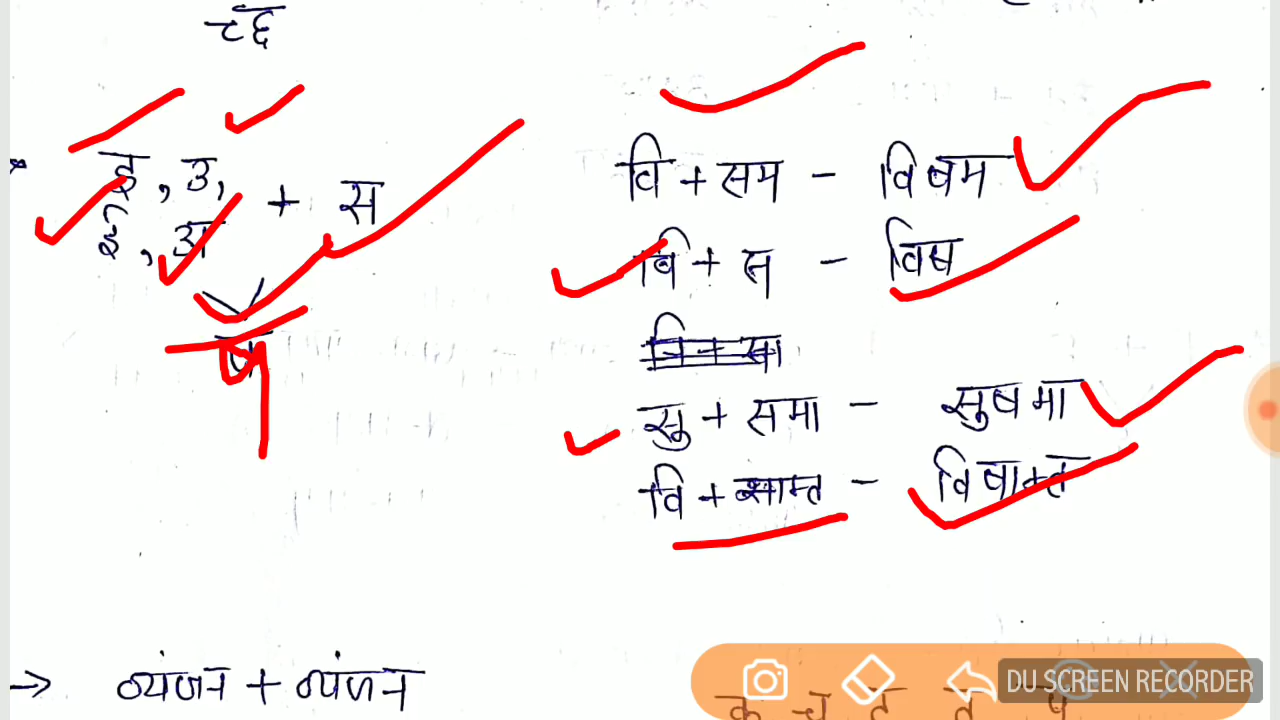 च्छ
इ, उ, + स
ई, ऊ
ष
वि + सम - विषम
वि + स - विष
सु + समा - सुषमा
वि + सान्त - विषान्त
→ व्यंजन + व्यंजन
क च ट त प
DU SCREEN RECORDER